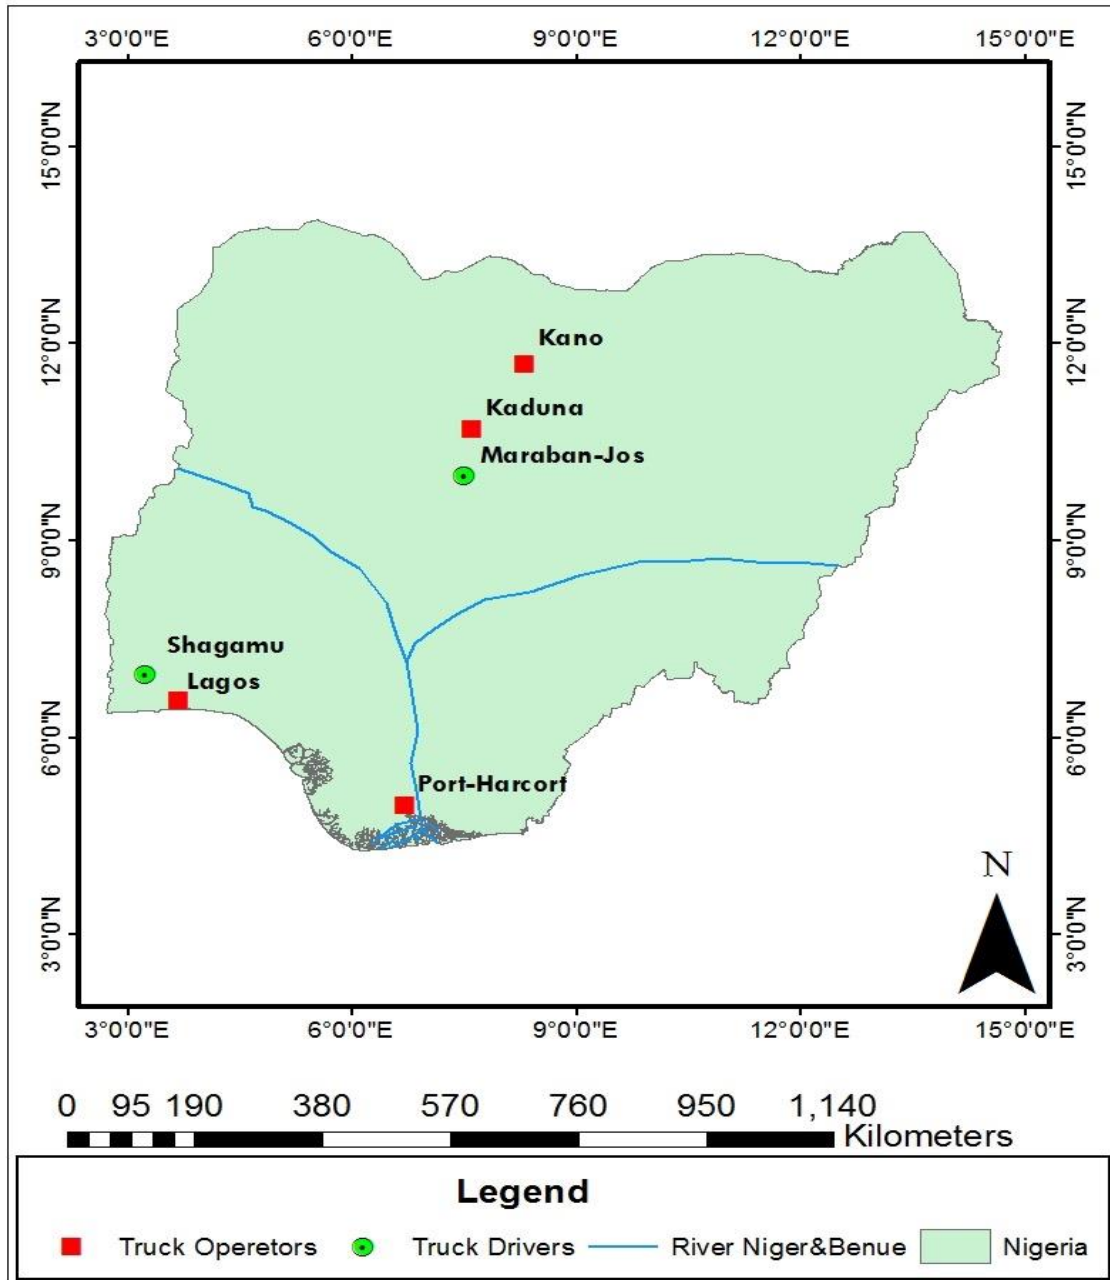 3°0'0"E 6°0'0"E 9°0'0"E 12°0'0"E 15°0'0"E
15°0'0"N 15°0'0"N
12°0'0"N 12°0'0"N
Kano
Kaduna
Maraban-Jos
9°0'0"N 9°0'0"N
Shagamu
Lagos
6°0'0"N 6°0'0"N
Port-Harcort
N
3°0'0"N 3°0'0"N
3°0'0"E 6°0'0"E 9°0'0"E 12°0'0"E 15°0'0"E
0 95 190 380 570 760 950 1,140
Kilometers
Legend
Truck Operetors Truck Drivers River Niger&Benue Nigeria